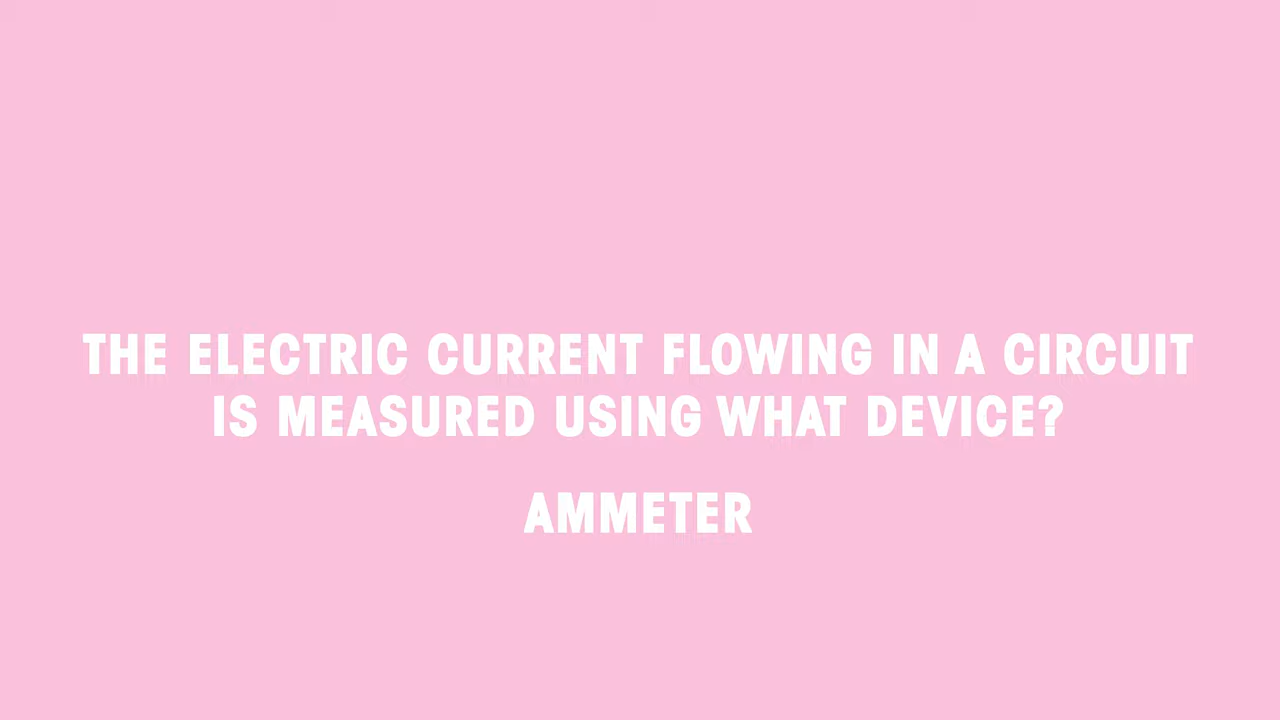 THE ELECTRIC CURRENT FLOWING IN A CIRCUIT
IS MEASURED USING WHAT DEVICE?
AMMETER